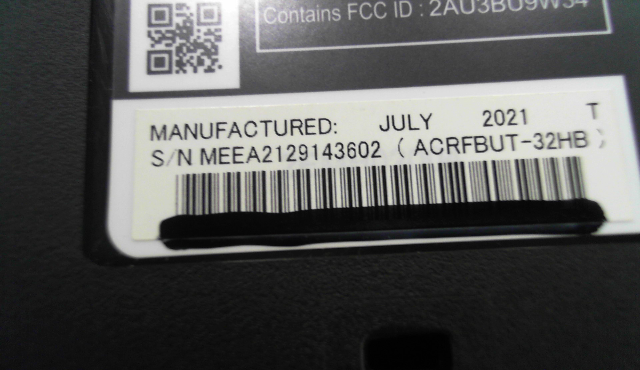 Contains FCC ID : 2AU3BU9W34
MANUFACTURED: JULY 2021 T
S/N MEEA2129143602 ( ACRFBUT-32HB )